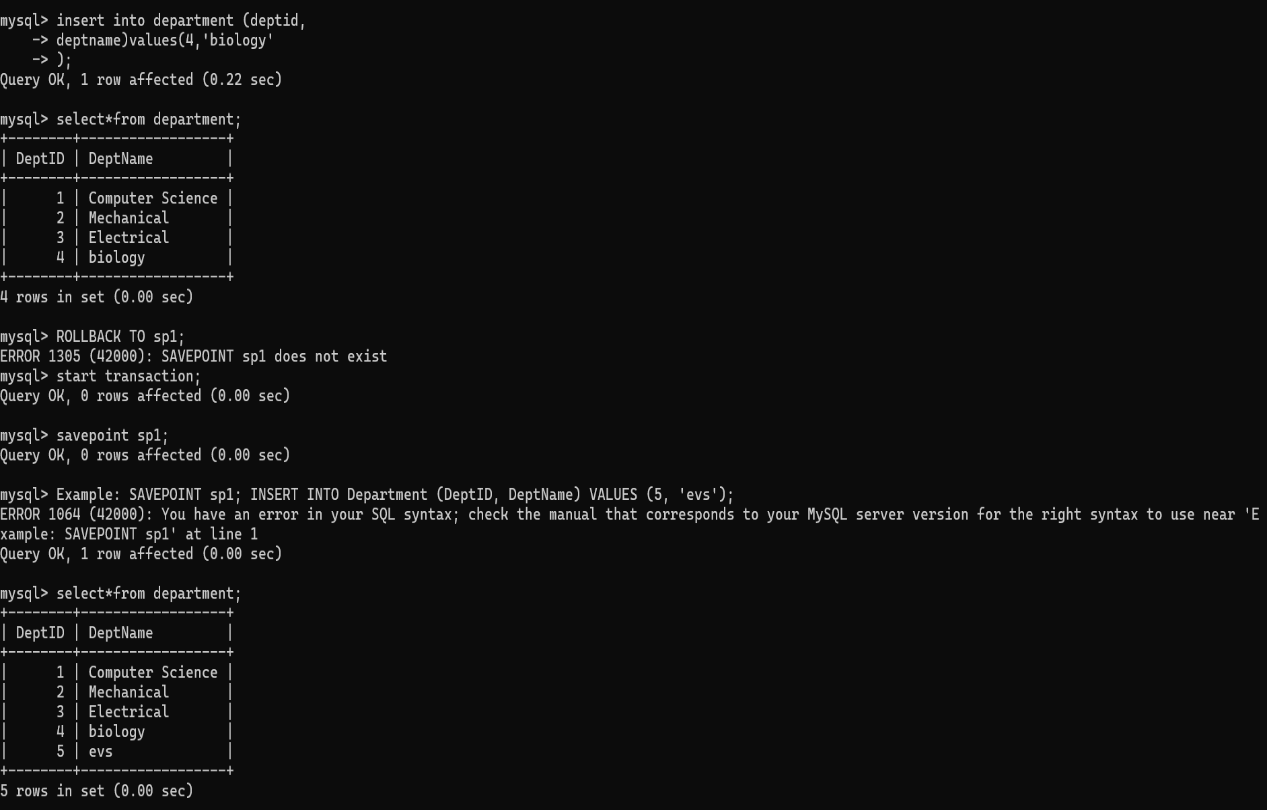 mysql> insert into department (deptid,
    -> deptname)values(4,'biology'
    -> );
Query OK, 1 row affected (0.22 sec)

mysql> select*from department;
+--------+------------------+
| DeptID | DeptName         |
+--------+------------------+
|      1 | Computer Science |
|      2 | Mechanical       |
|      3 | Electrical       |
|      4 | biology          |
+--------+------------------+
4 rows in set (0.00 sec)

mysql> ROLLBACK TO sp1;
ERROR 1305 (42000): SAVEPOINT sp1 does not exist
mysql> start transaction;
Query OK, 0 rows affected (0.00 sec)

mysql> savepoint sp1;
Query OK, 0 rows affected (0.00 sec)

mysql> Example: SAVEPOINT sp1; INSERT INTO Department (DeptID, DeptName) VALUES (5, 'evs');
ERROR 1064 (42000): You have an error in your SQL syntax; check the manual that corresponds to your MySQL server version for the right syntax to use near 'E
xample: SAVEPOINT sp1' at line 1
Query OK, 1 row affected (0.00 sec)

mysql> select*from department;
+--------+------------------+
| DeptID | DeptName         |
+--------+------------------+
|      1 | Computer Science |
|      2 | Mechanical       |
|      3 | Electrical       |
|      4 | biology          |
|      5 | evs              |
+--------+------------------+
5 rows in set (0.00 sec)